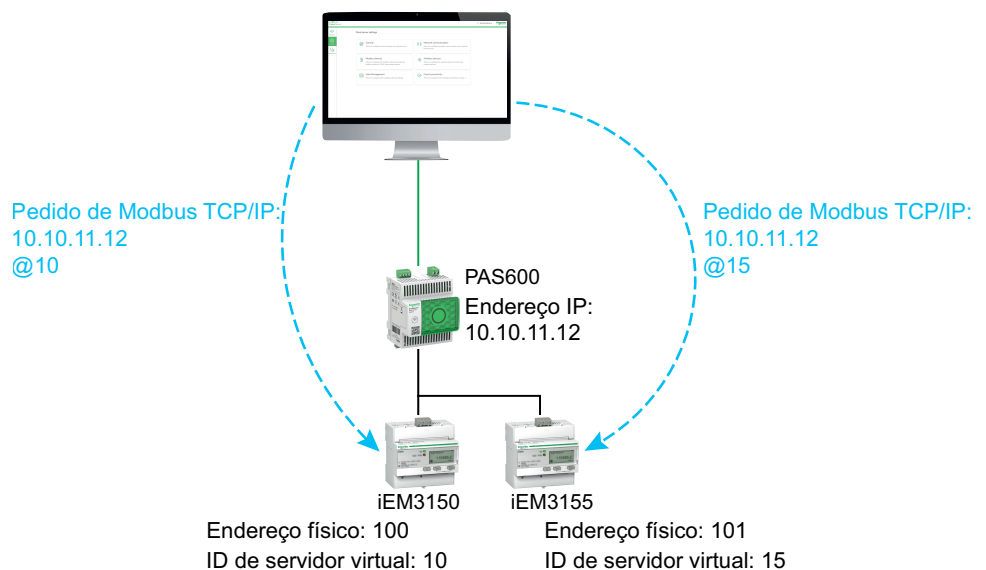 Pedido de Modbus TCP/IP:
10.10.11.12
@10
Pedido de Modbus TCP/IP:
10.10.11.12
@15
PAS600
Endereço IP:
10.10.11.12
iEM3150
iEM3155
Endereço físico: 100
ID de servidor virtual: 10
Endereço físico: 101
ID de servidor virtual: 15